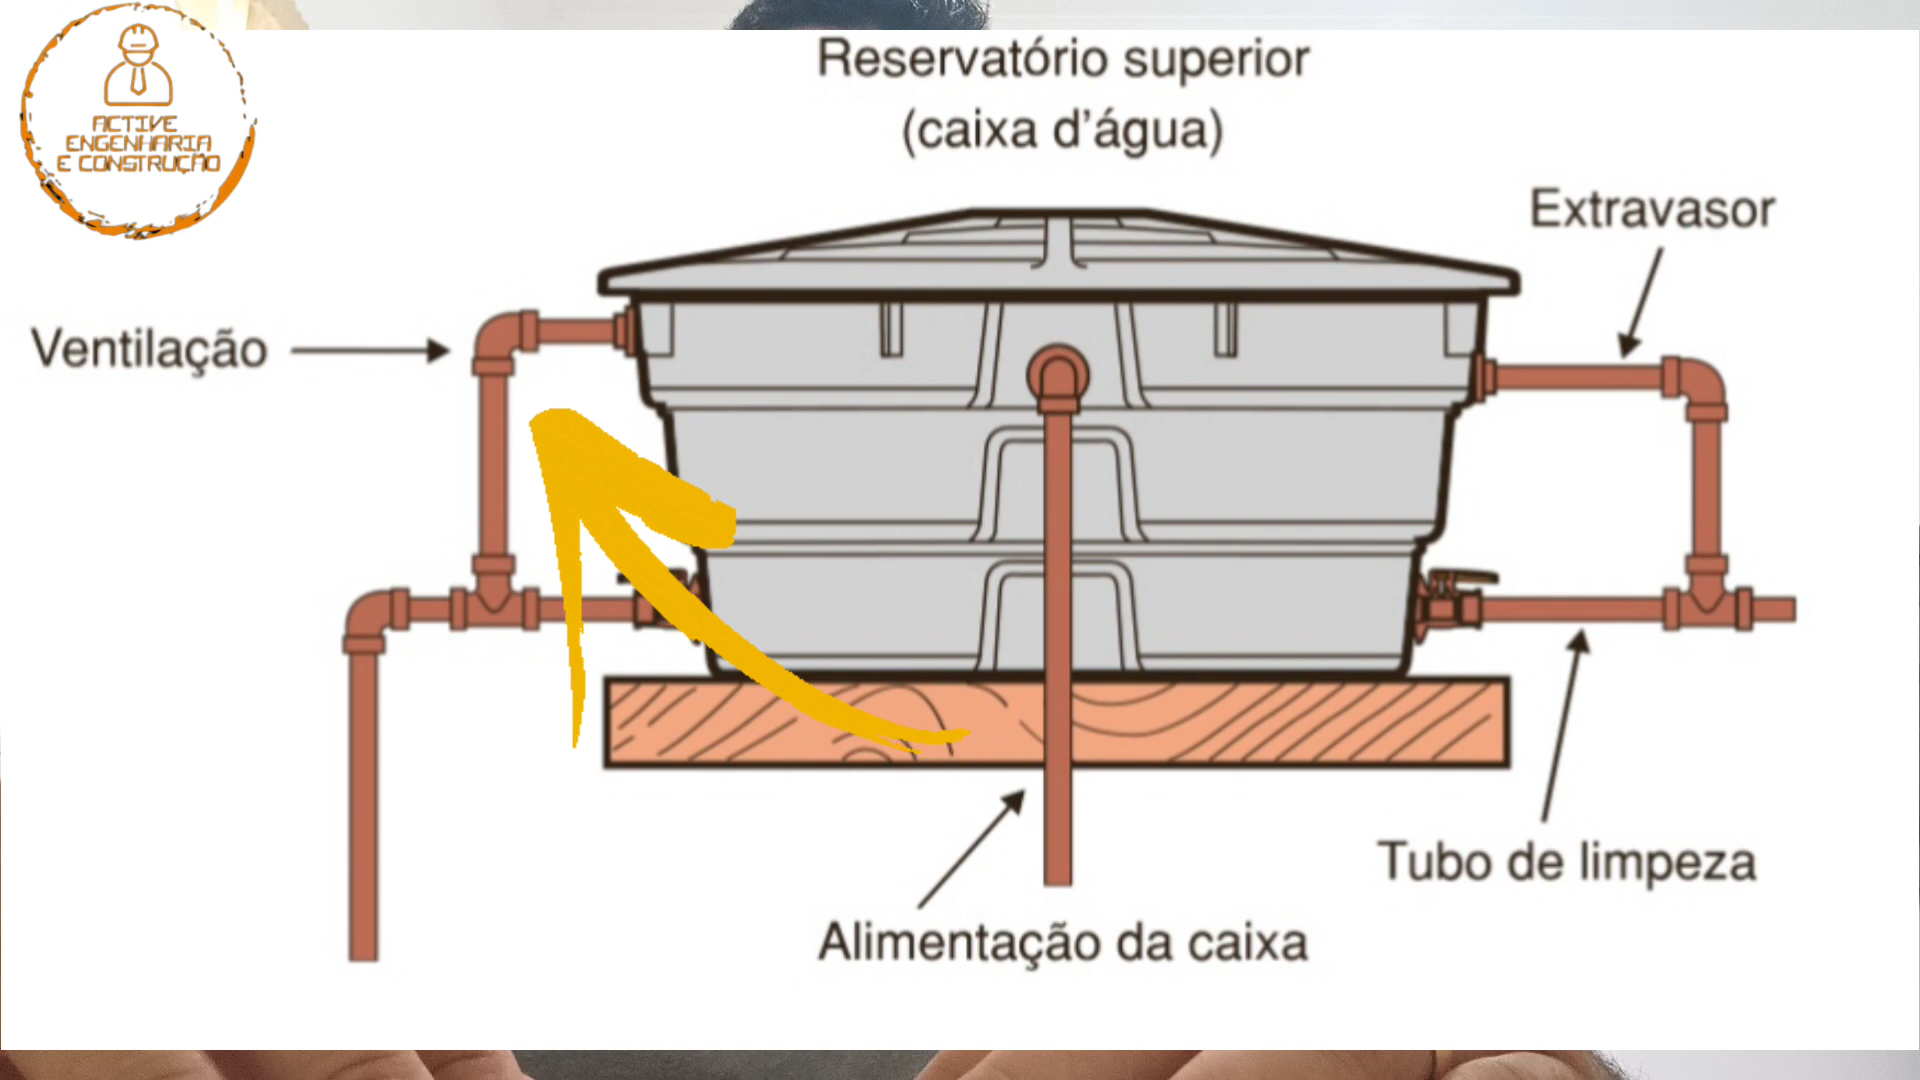 ACTIVE
ENGENHARIA
E CONSTRUÇÃO
Reservatório superior
(caixa d'água)
Extravasor
Ventilação
Tubo de limpeza
Alimentação da caixa